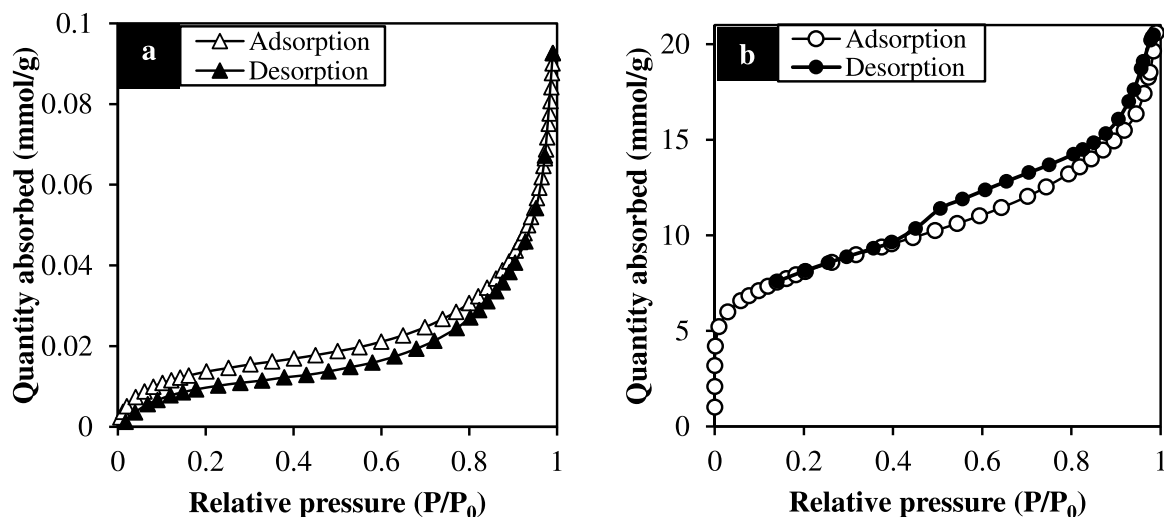 a
Adsorption
Desorption
0.1
0.08
0.06
0.04
0.02
0
0 0.2 0.4 0.6 0.8 1
Quantity absorbed (mmol/g)
Relative pressure (P/P₀)
b
Adsorption
Desorption
20
15
10
5
0
0 0.2 0.4 0.6 0.8 1
Quantity absorbed (mmol/g)
Relative pressure (P/P₀)